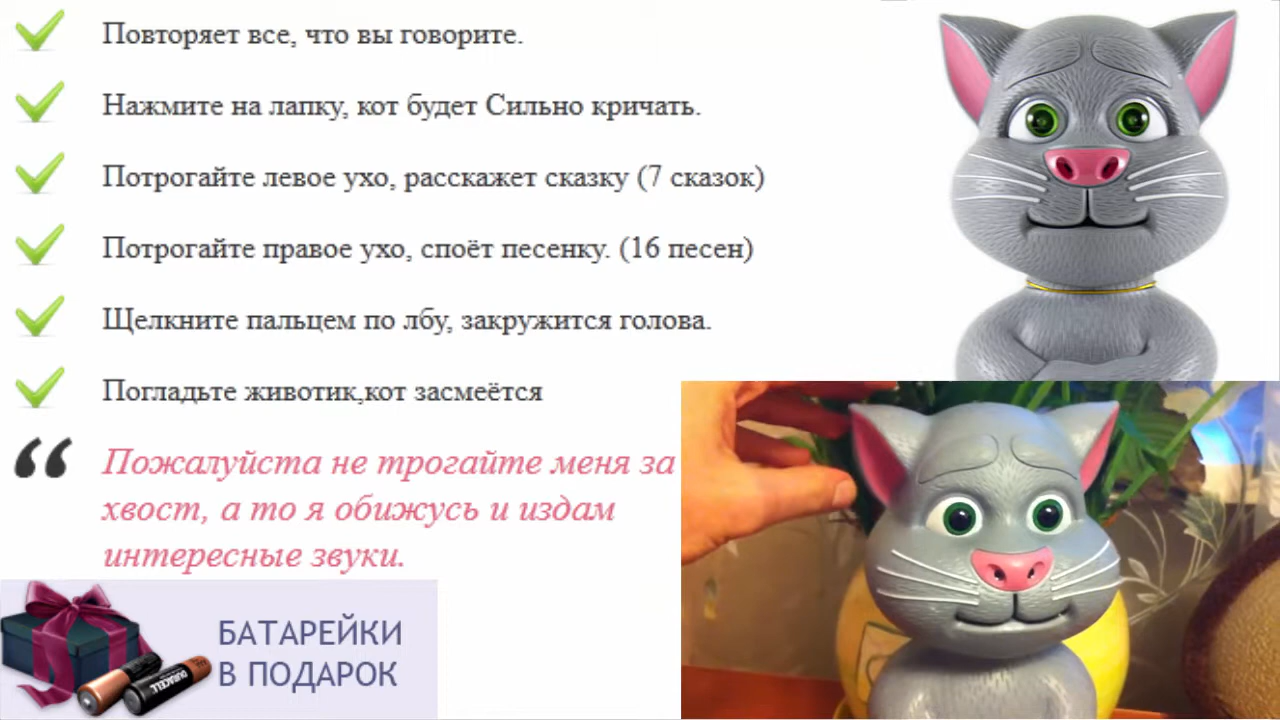 Повторяет все, что вы говорите.
Нажмите на лапку, кот будет Сильно кричать.
Потрогайте левое ухо, расскажет сказку (7 сказок)
Потрогайте правое ухо, споёт песенку. (16 песен)
Щелкните пальцем по лбу, закружится голова.
Погладьте животик,кот засмеётся
“ Пожалуйста не трогайте меня за
хвост, а то я обижусь и издам
интересные звуки.
БАТАРЕЙКИ
В ПОДАРОК
DURACELL